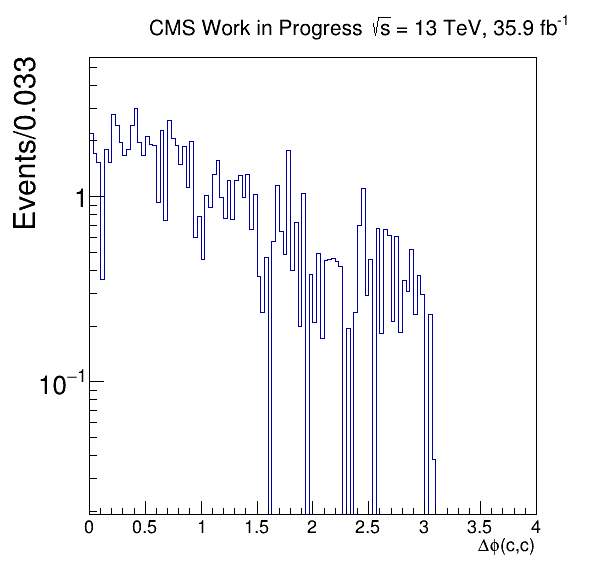 CMS Work in Progress √s = 13 TeV, 35.9 fb⁻¹
Events/0.033
1
10⁻¹
0 0.5 1 1.5 2 2.5 3 3.5 4
Δϕ(c,c)